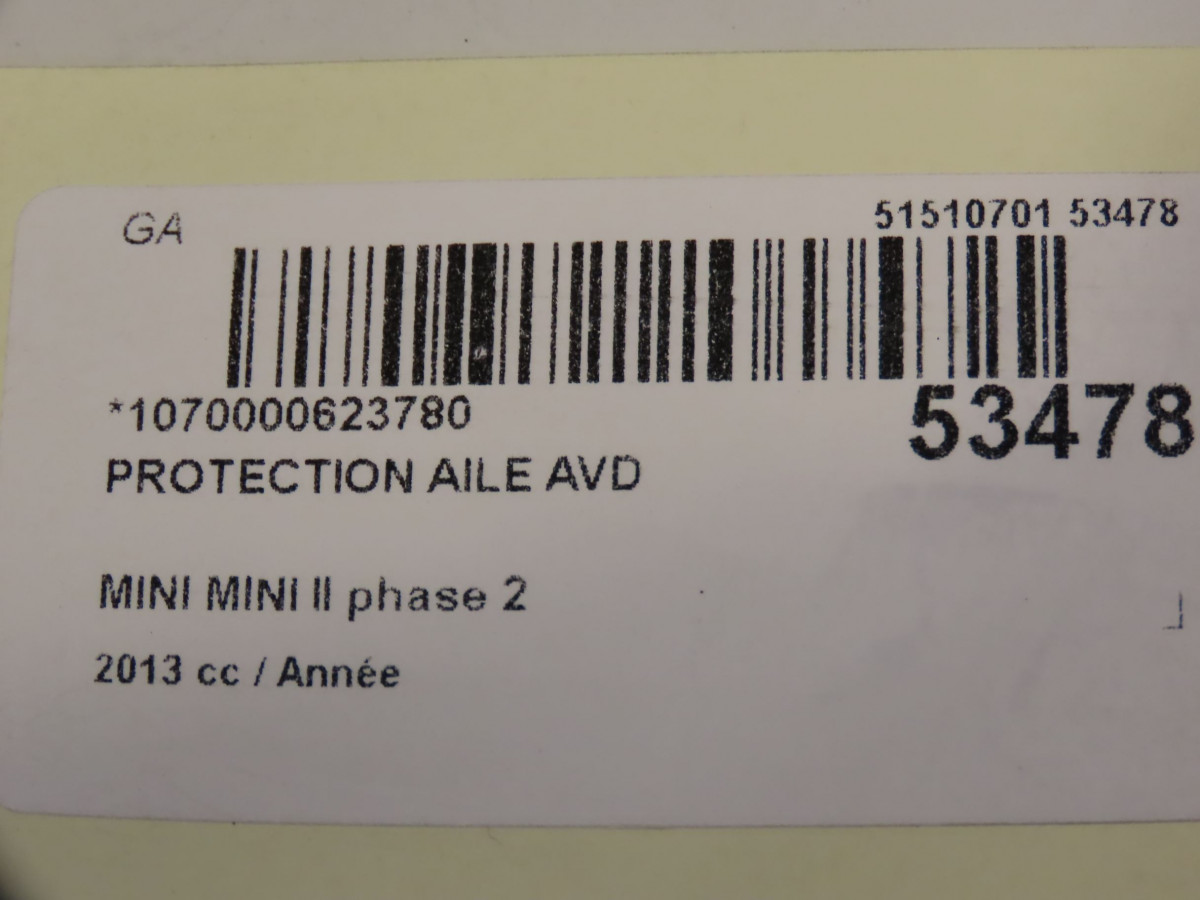 GA
51510701 53478
*1070000623780
53478
PROTECTION AILE AVD
MINI MINI II phase 2
2013 cc / Année